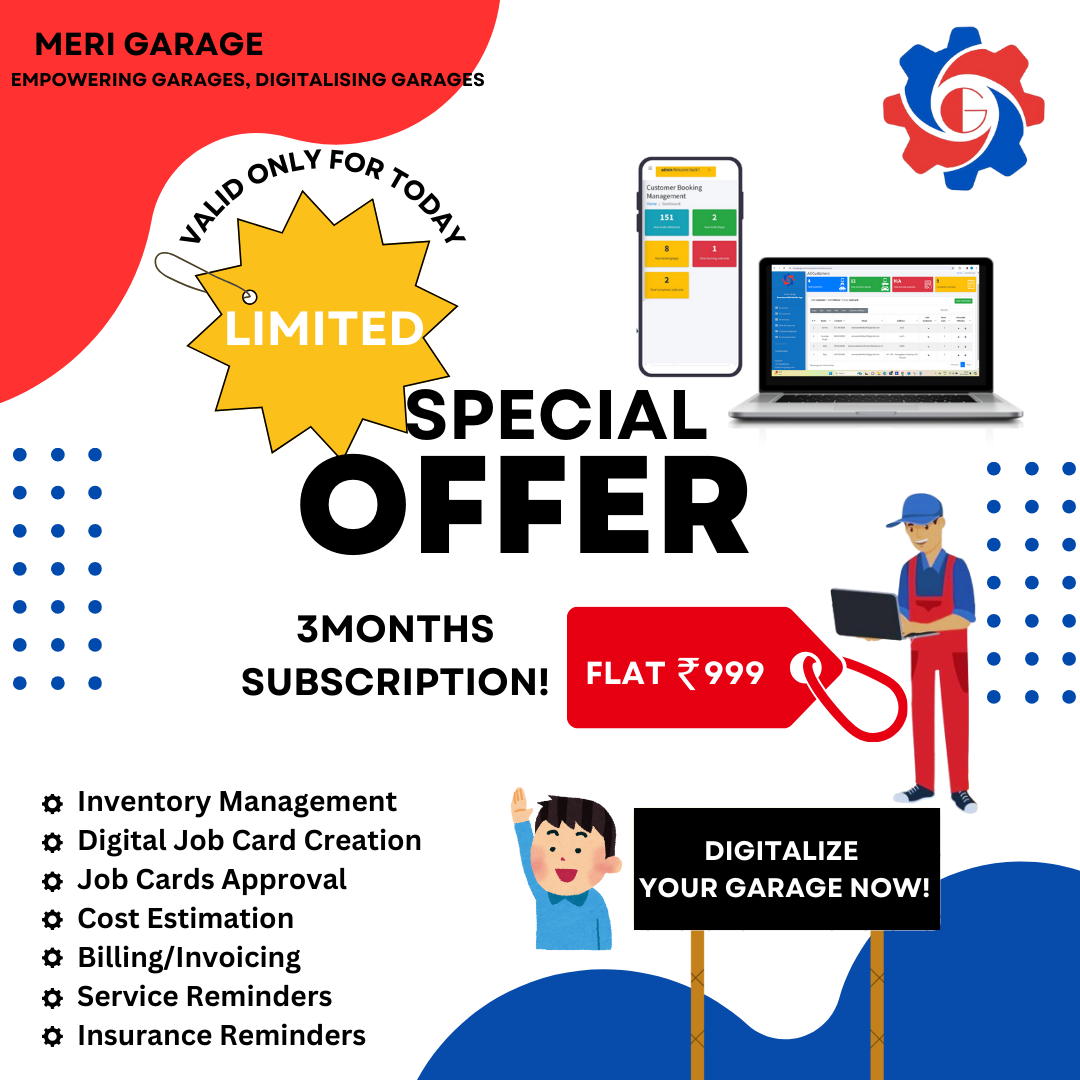 MERI GARAGE
EMPOWERING GARAGES, DIGITALISING GARAGES
VALID ONLY FOR TODAY
LIMITED
G
Customer Booking
Management
151
2
8
1
2
All Customers
SPECIAL
OFFER
3MONTHS
SUBSCRIPTION!
FLAT ₹999
Inventory Management
Digital Job Card Creation
Job Cards Approval
Cost Estimation
Billing/Invoicing
Service Reminders
Insurance Reminders
DIGITALIZE
YOUR GARAGE NOW!